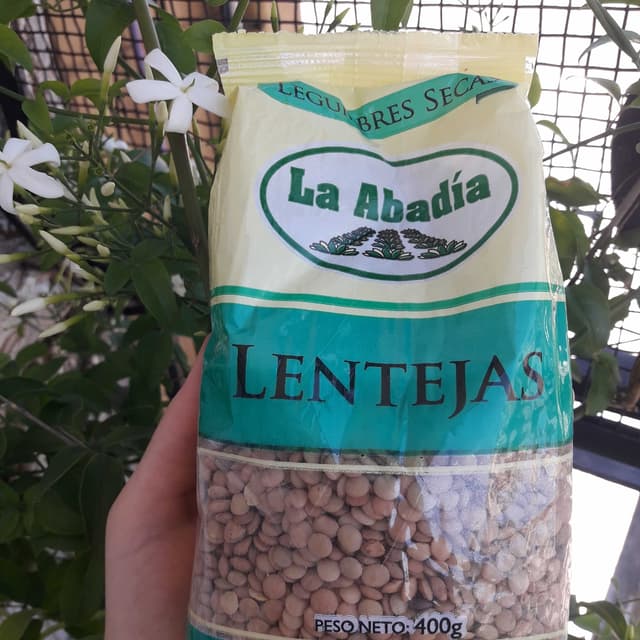 LEGUMBRES SECAS
La Abadía
LENTEJAS
PESO NETO: 400g